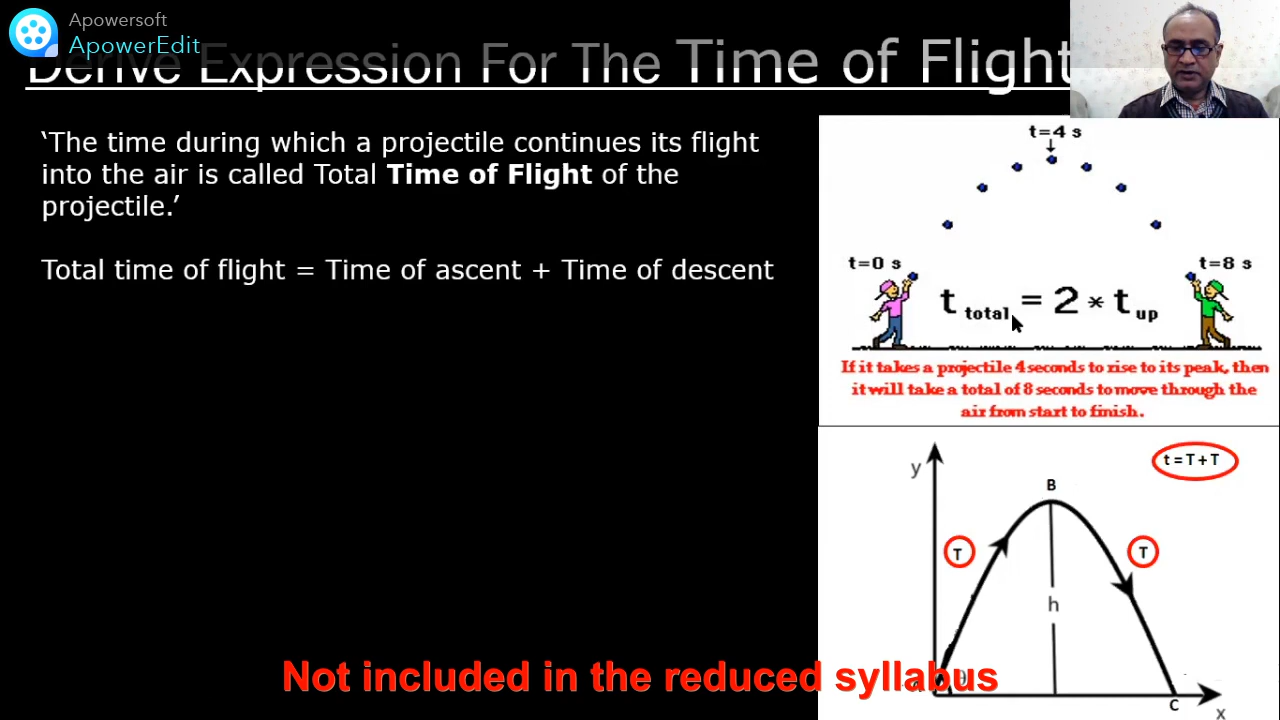 Apowersoft
ApowerEdit
Derive Expression For The Time of Flight
‘The time during which a projectile continues its flight
into the air is called Total Time of Flight of the
projectile.’
Total time of flight = Time of ascent + Time of descent
t=4 s
t=0 s
t=8 s
t total = 2 * t up
If it takes a projectile 4 seconds to rise to its peak, then
it will take a total of 8 seconds to move through the
air from start to finish.
y
t = T + T
B
T
T
h
Not included in the reduced syllabus
C
x